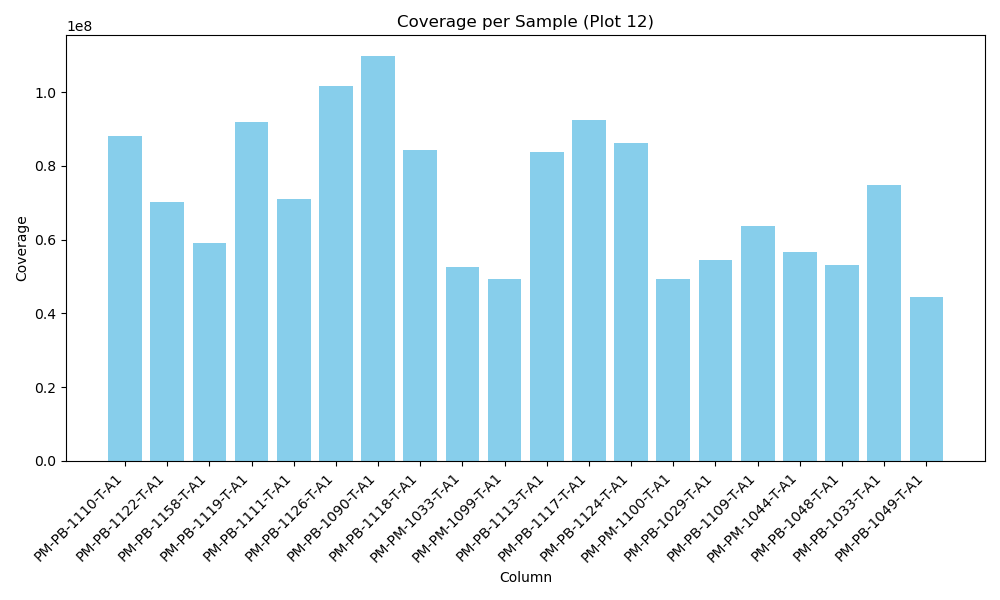 Coverage per Sample (Plot 12)
1e8
1.0
0.8
0.6
0.4
0.2
0.0
Coverage
PM-PB-1110-T-A1
PM-PB-1122-T-A1
PM-PB-1158-T-A1
PM-PB-1119-T-A1
PM-PB-1111-T-A1
PM-PB-1126-T-A1
PM-PB-1090-T-A1
PM-PB-1118-T-A1
PM-PM-1033-T-A1
PM-PM-1099-T-A1
PM-PB-1113-T-A1
PM-PB-1117-T-A1
PM-PB-1124-T-A1
PM-PM-1100-T-A1
PM-PB-1029-T-A1
PM-PB-1109-T-A1
PM-PM-1044-T-A1
PM-PB-1048-T-A1
PM-PB-1033-T-A1
PM-PB-1049-T-A1
Column